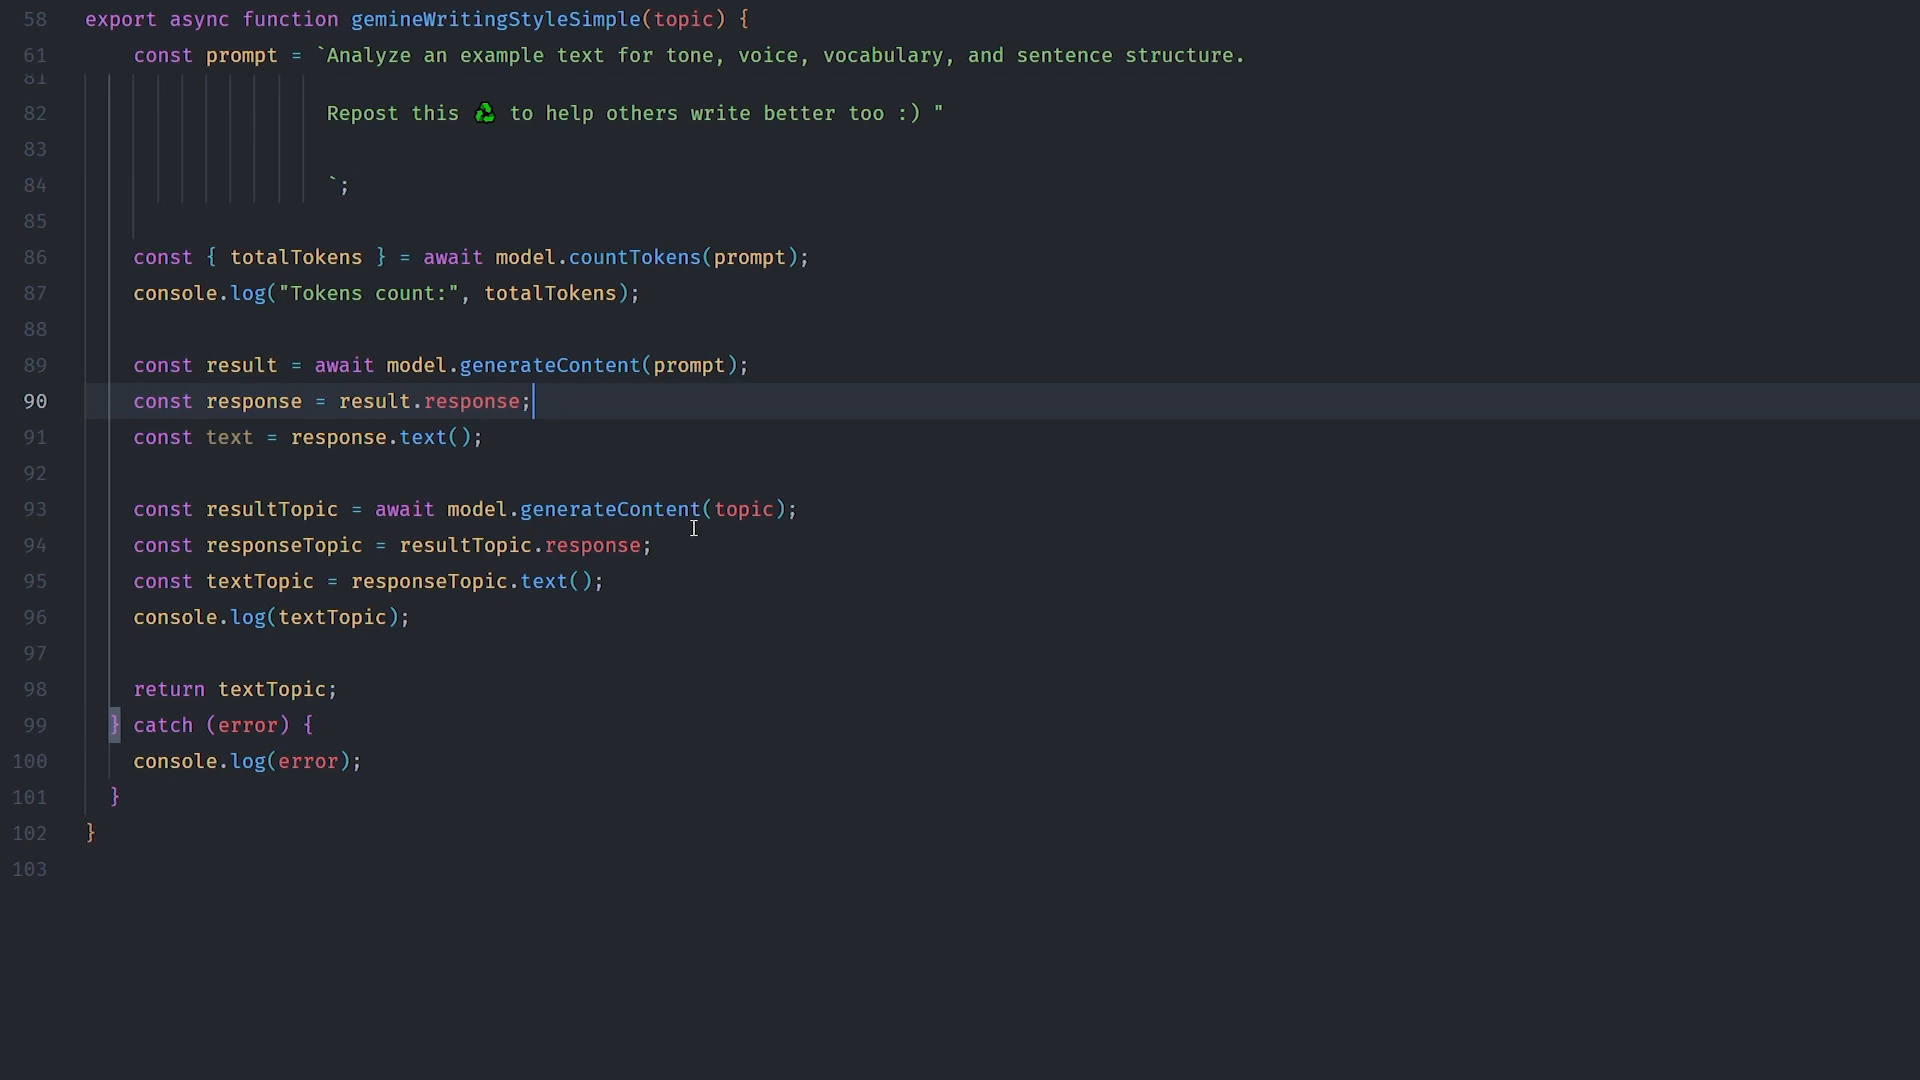 58 export async function gemineWritingStyleSimple(topic) {
61 const prompt = `Analyze an example text for tone, voice, vocabulary, and sentence structure.
81
82 Repost this ♻ to help others write better too :) "
83
84 `;
85
86 const { totalTokens } = await model.countTokens(prompt);
87 console.log("Tokens count:", totalTokens);
88
89 const result = await model.generateContent(prompt);
90 const response = result.response;
91 const text = response.text();
92
93 const resultTopic = await model.generateContent(topic);
94 const responseTopic = resultTopic.response;
95 const textTopic = responseTopic.text();
96 console.log(textTopic);
97
98 return textTopic;
99 } catch (error) {
100 console.log(error);
101 }
102 }
103